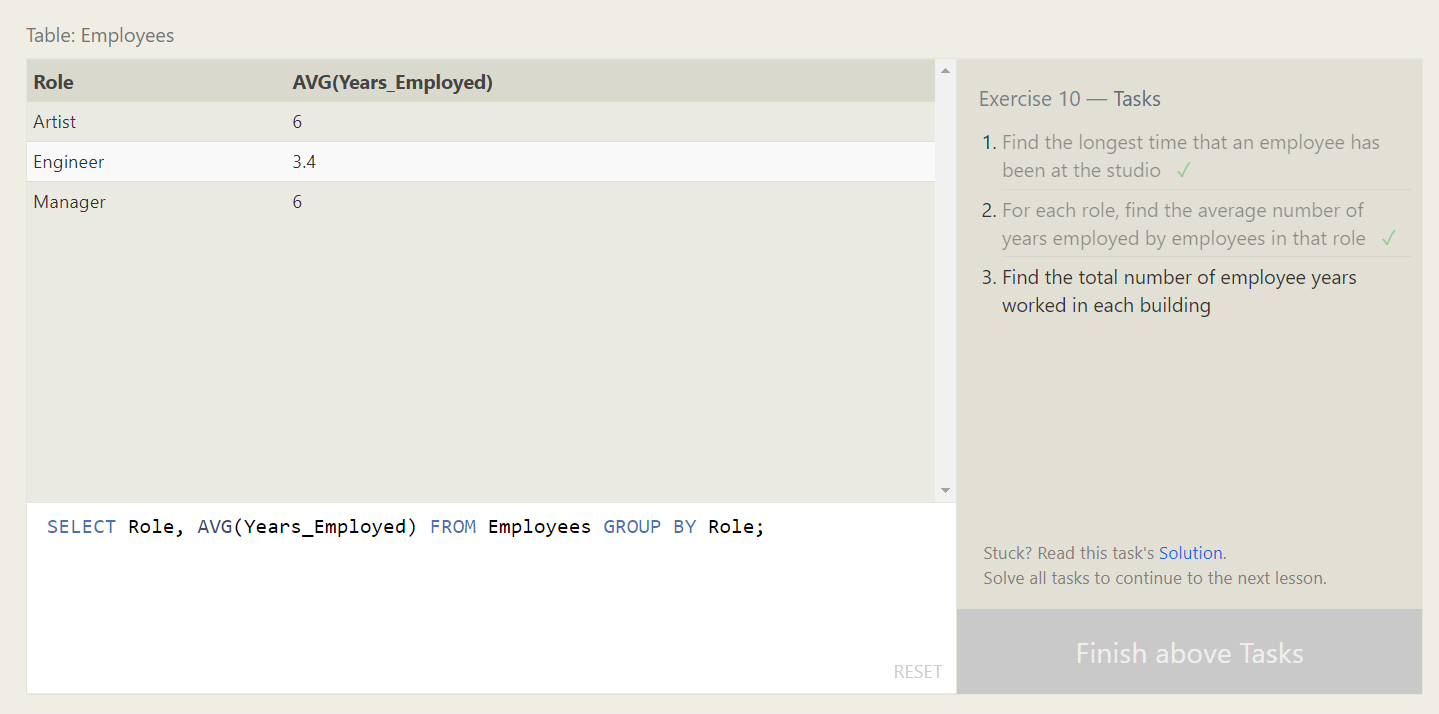 Table: Employees
Role AVG(Years_Employed)
Artist 6
Engineer 3.4
Manager 6
SELECT Role, AVG(Years_Employed) FROM Employees GROUP BY Role;
RESET
Exercise 10 — Tasks
1. Find the longest time that an employee has
been at the studio ✓
2. For each role, find the average number of
years employed by employees in that role ✓
3. Find the total number of employee years
worked in each building
Stuck? Read this task's Solution.
Solve all tasks to continue to the next lesson.
Finish above Tasks